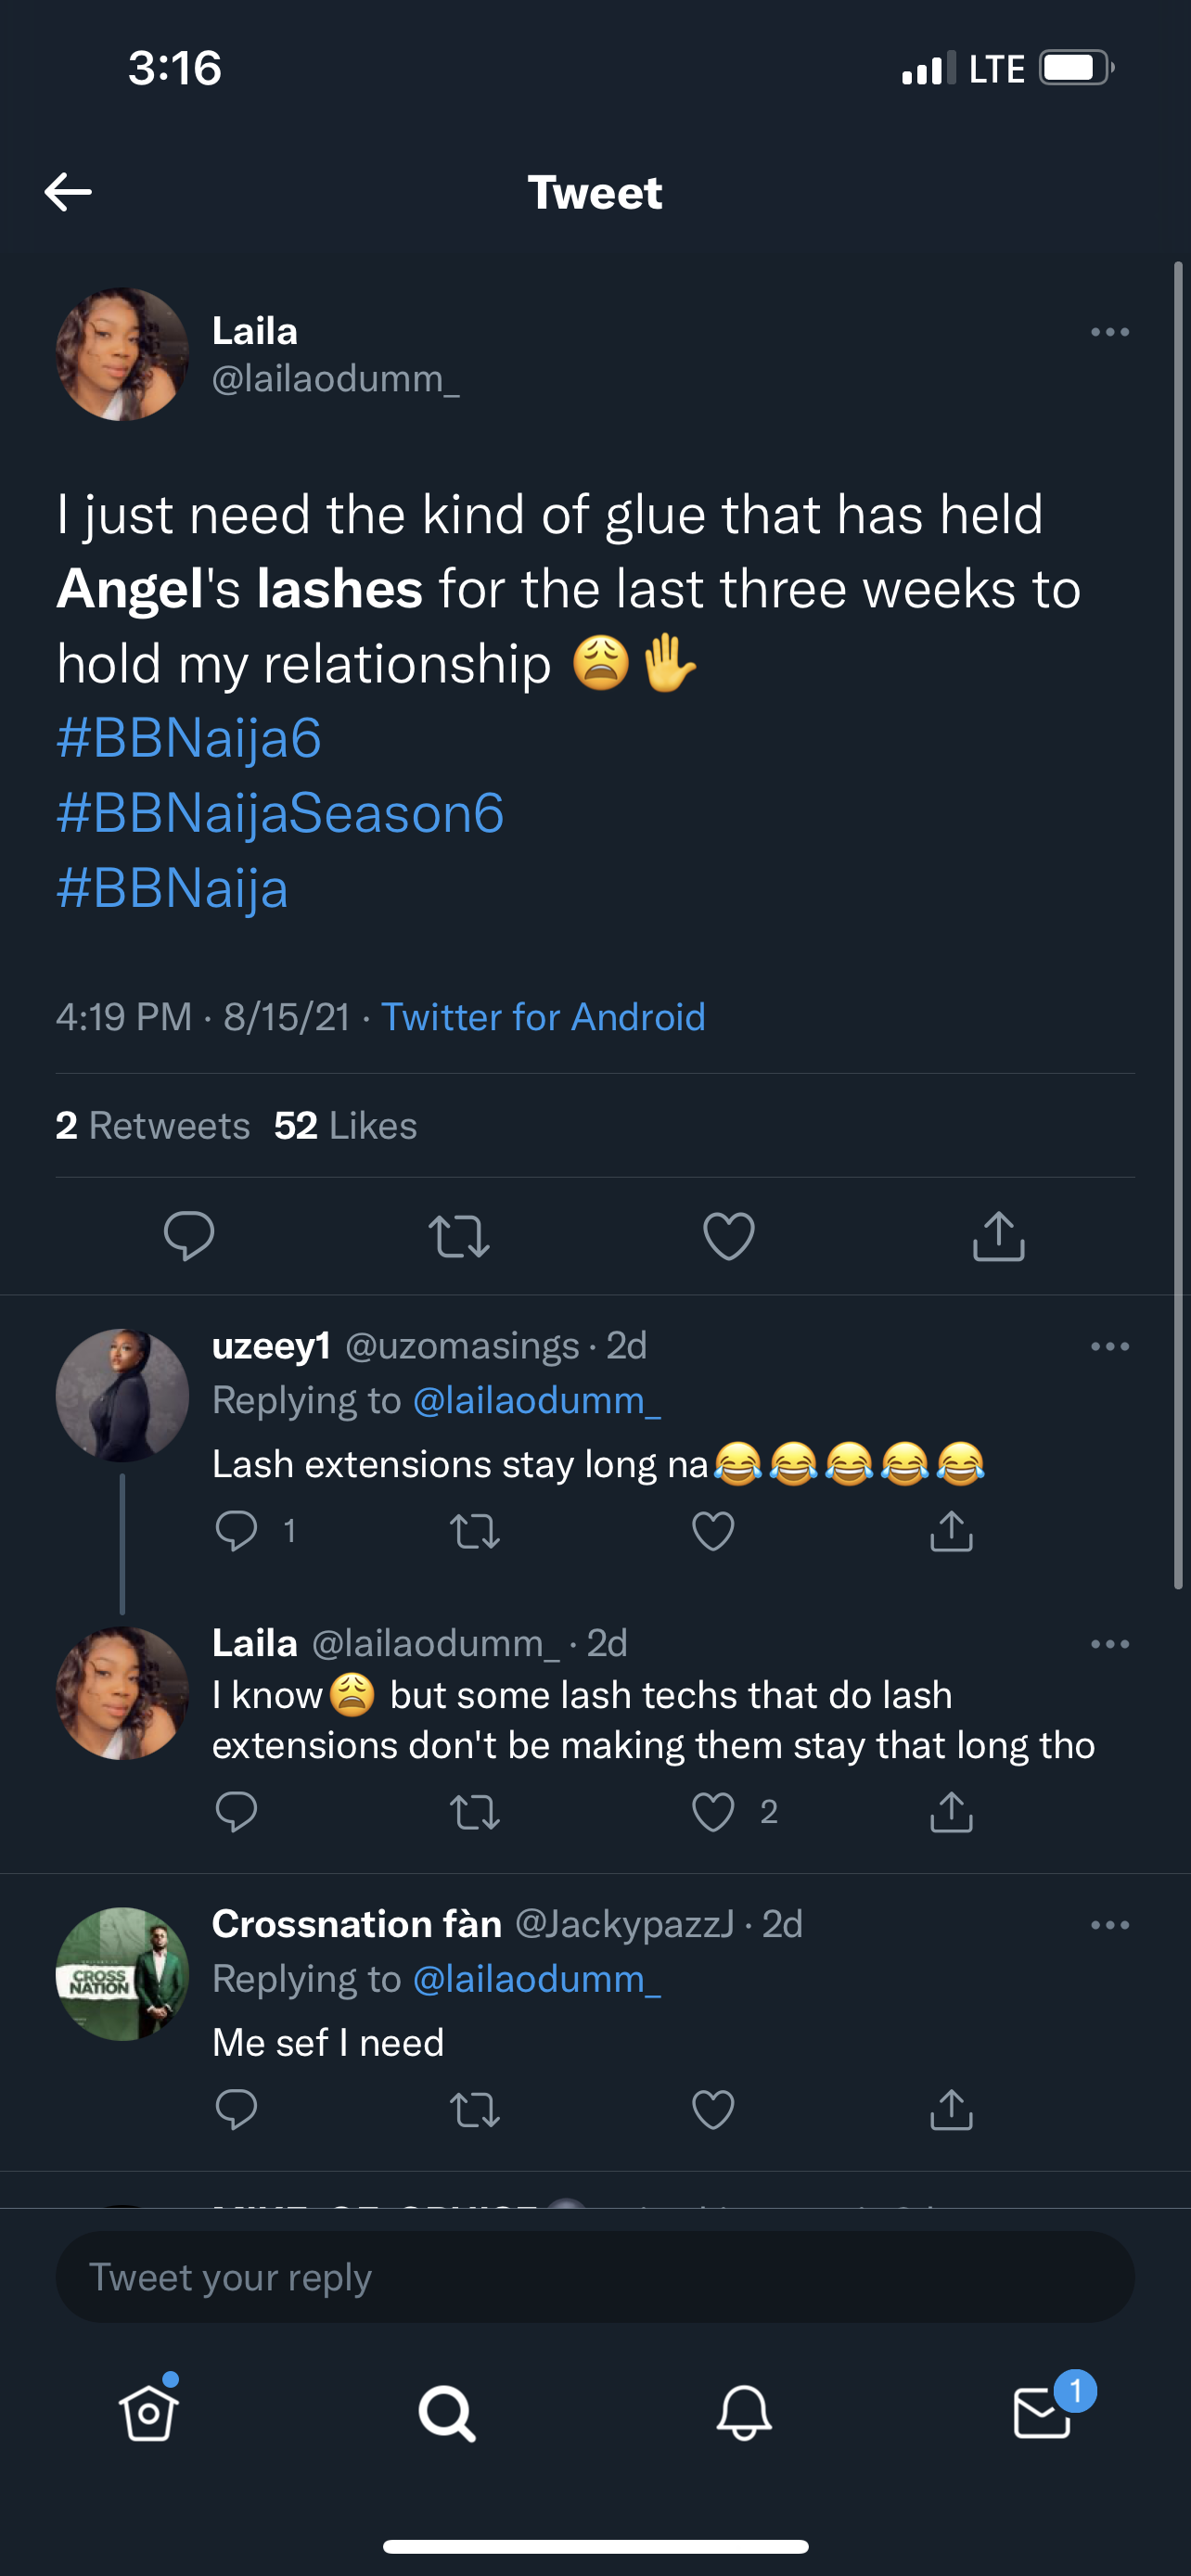 3:16 LTE
Tweet
Laila
@lailaodumm_
I just need the kind of glue that has held
Angel's lashes for the last three weeks to
hold my relationship 😩✋
#BBNaija6
#BBNaijaSeason6
#BBNaija
4:19 PM · 8/15/21 · Twitter for Android
2 Retweets 52 Likes
uzeey1 @uzomasings · 2d
Replying to @lailaodumm_
Lash extensions stay long na😂😂😂😂😂
1
Laila @lailaodumm_ · 2d
I know😩 but some lash techs that do lash
extensions don't be making them stay that long tho
2
CROSS
NATION
Crossnation fàn @JackypazzJ · 2d
Replying to @lailaodumm_
Me sef I need
Tweet your reply
1